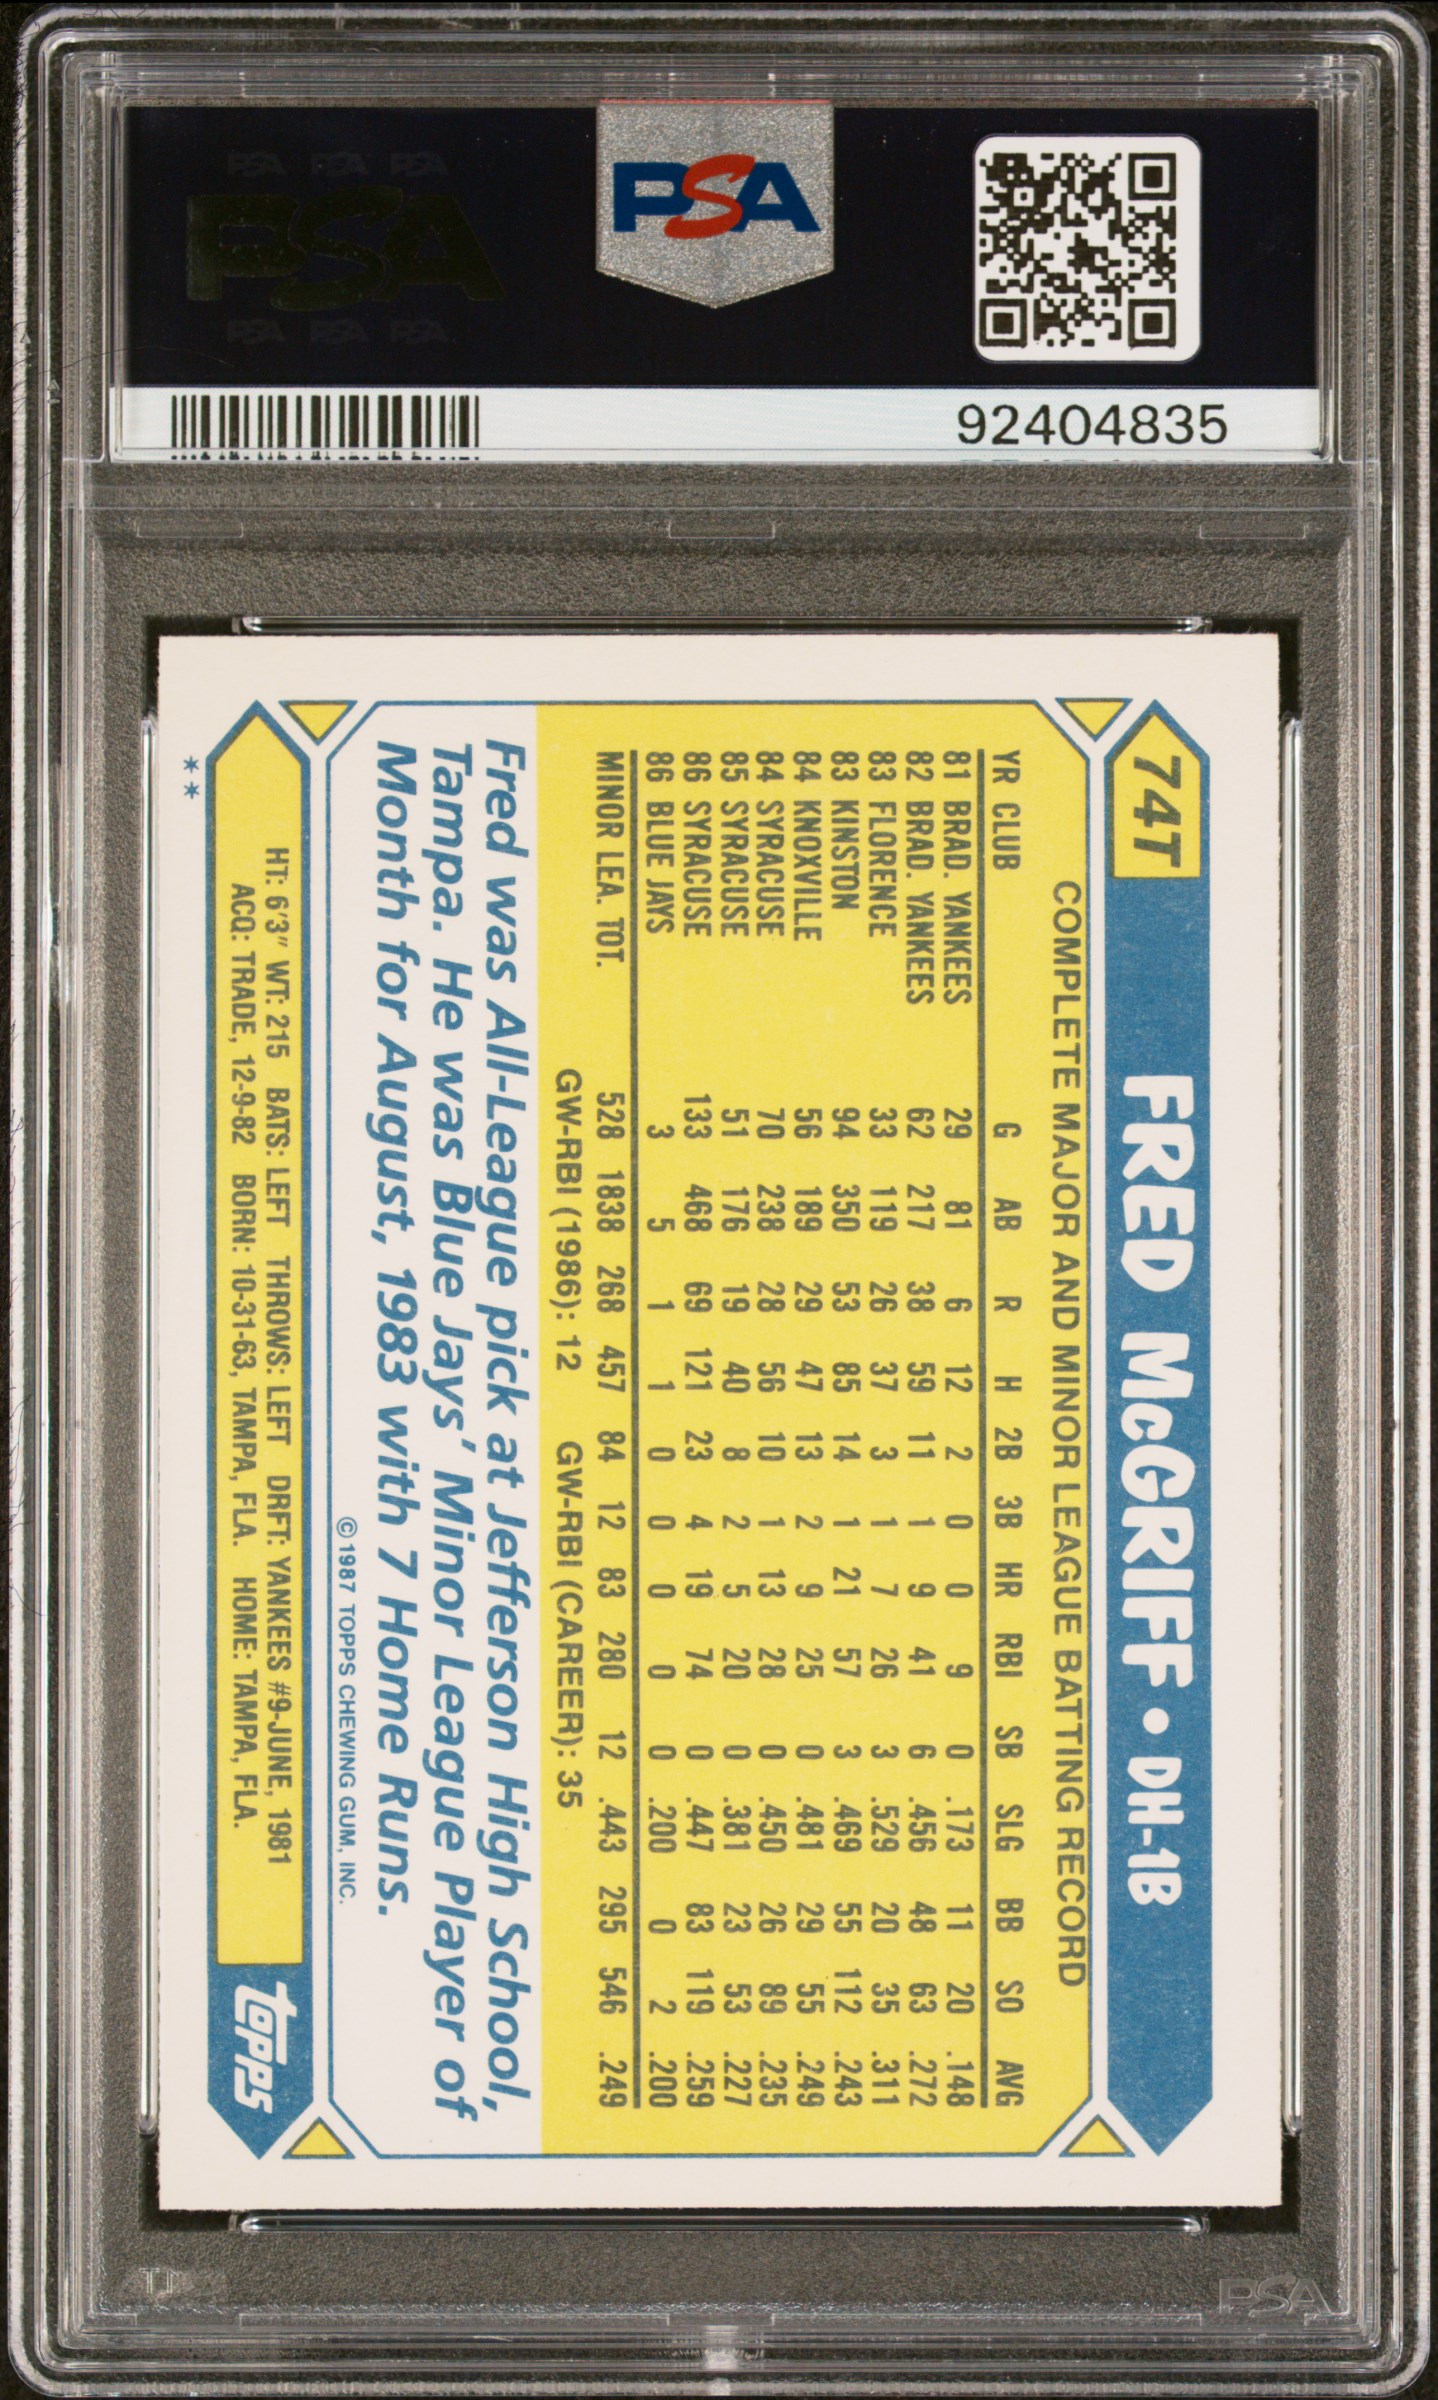 PSA PSA PSA
PSA
PSA PSA PSA
PSA
92404835
74T FRED McGRIFF • DH-1B
COMPLETE MAJOR AND MINOR LEAGUE BATTING RECORD
YR CLUB G AB R H 2B 3B HR RBI SB SLG BB SO AVG
81 BRAD. YANKEES 29 81 6 12 2 0 0 9 0 .173 11 20 .148
82 BRAD. YANKEES 62 217 38 59 11 1 9 41 6 .456 48 63 .272
83 FLORENCE 33 119 26 37 3 1 7 26 3 .529 20 35 .311
83 KINSTON 94 350 53 85 14 1 21 57 3 .469 55 112 .243
84 KNOXVILLE 56 189 29 47 13 2 9 25 0 .481 29 55 .249
84 SYRACUSE 70 238 28 56 10 1 13 28 0 .450 26 89 .235
85 SYRACUSE 51 176 19 40 8 2 5 20 0 .381 23 53 .227
86 SYRACUSE 133 468 69 121 23 4 19 74 0 .447 83 119 .259
86 BLUE JAYS 3 5 1 1 0 0 0 0 0 .200 0 2 .200
MINOR LEA. TOT. 528 1838 268 457 84 12 83 280 12 .443 295 546 .249
GW-RBI (1986): 12 GW-RBI (CAREER): 35
Fred was All-League pick at Jefferson High School,
Tampa. He was Blue Jays' Minor League Player of
Month for August, 1983 with 7 Home Runs.
©1987 TOPPS CHEWING GUM, INC.
HT: 6'3" WT: 215 BATS: LEFT THROWS: LEFT DRFT: YANKEES #9-JUNE, 1981
ACQ: TRADE, 12-9-82 BORN: 10-31-63, TAMPA, FLA. HOME: TAMPA, FLA.
topps
**
PSA